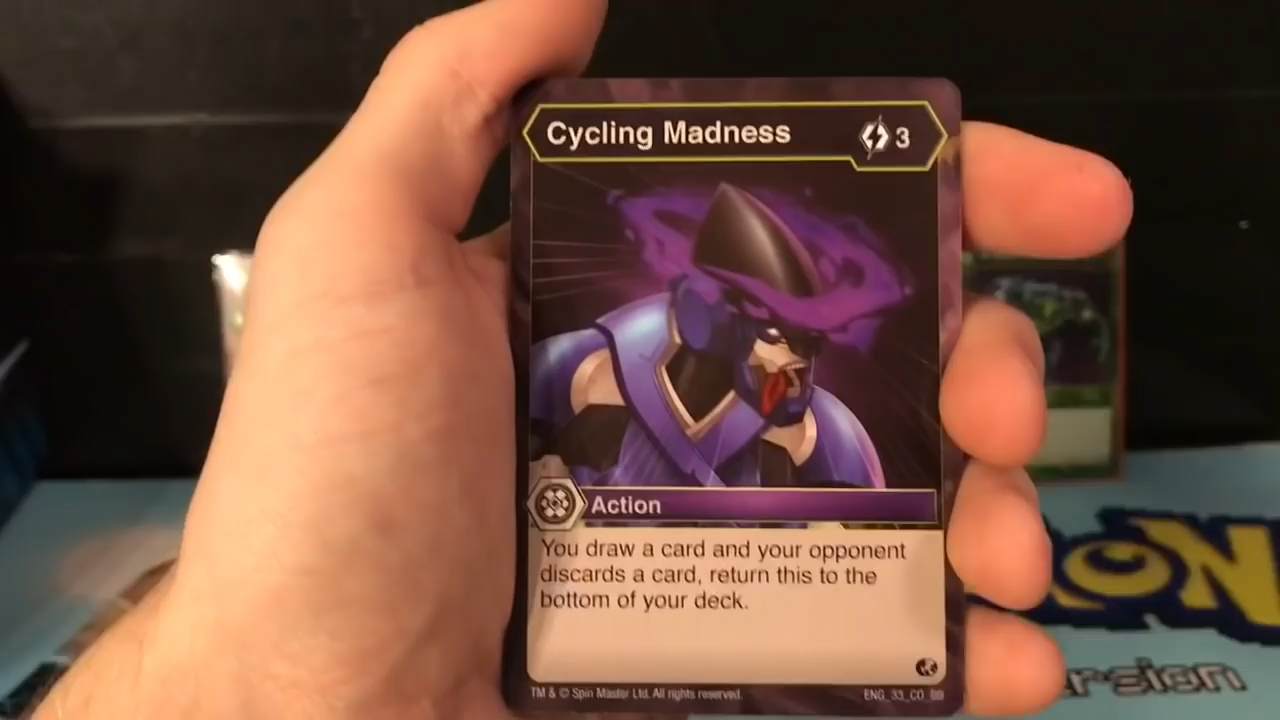 Cycling Madness
3
Action
You draw a card and your opponent
discards a card, return this to the
bottom of your deck.
TM & © Spin Master Ltd. All rights reserved.
ENG_33_CO_BB